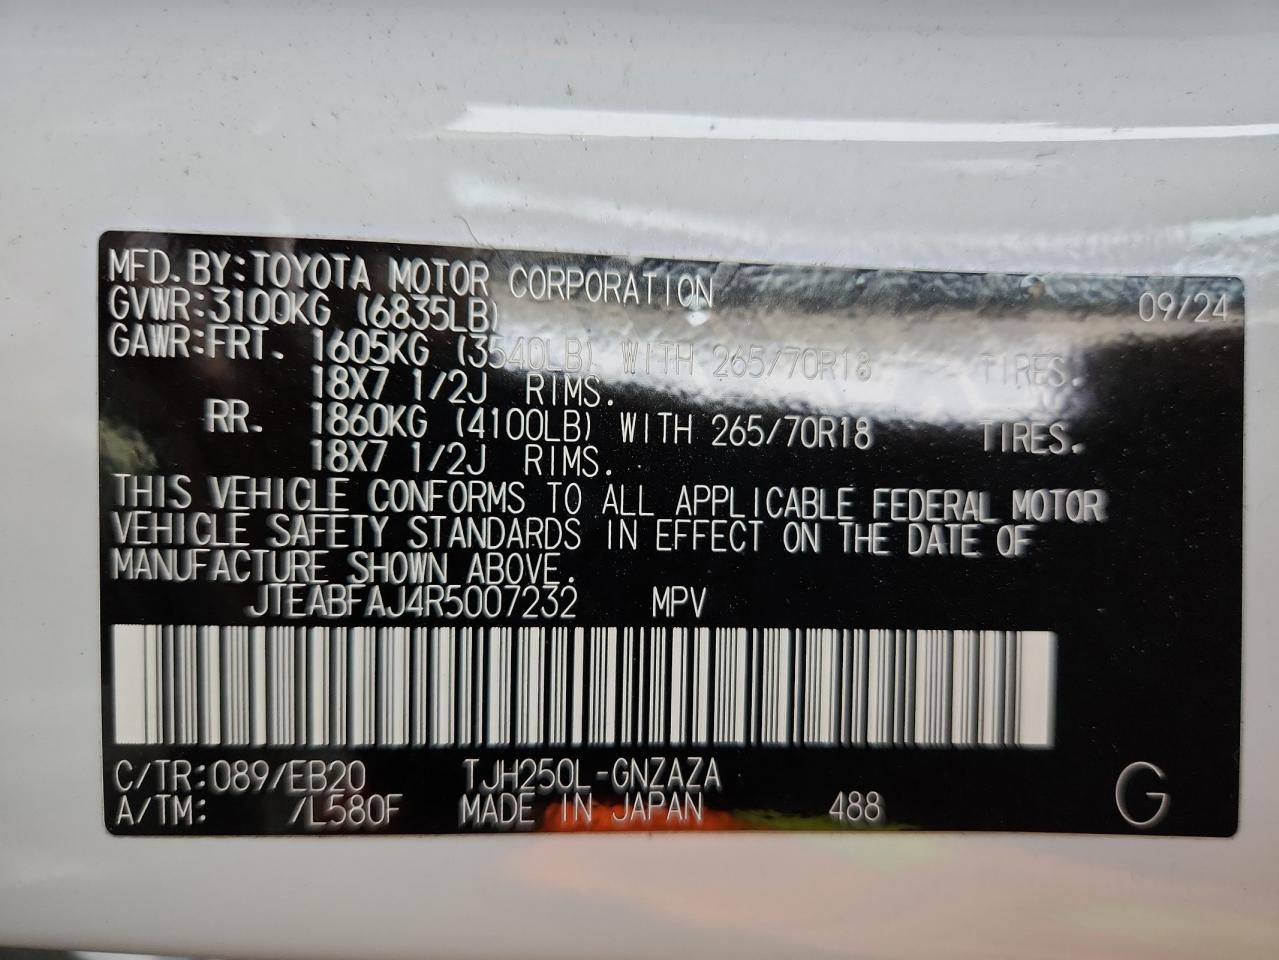 MFD. BY: TOYOTA MOTOR CORPORATION 09/24
GVWR: 3100KG (6835LB)
GAWR: FRT. 1605KG (3540LB) WITH 265/70R18 TIRES.
18X7 1/2J RIMS.
RR. 1860KG (4100LB) WITH 265/70R18 TIRES.
18X7 1/2J RIMS.
THIS VEHICLE CONFORMS TO ALL APPLICABLE FEDERAL MOTOR
VEHICLE SAFETY STANDARDS IN EFFECT ON THE DATE OF
MANUFACTURE SHOWN ABOVE.
JTEABFAJ4R5007232 MPV
C/TR: 089/EB20 TJH250L-GNZAZA
A/TM: /L580F MADE IN JAPAN 488 G